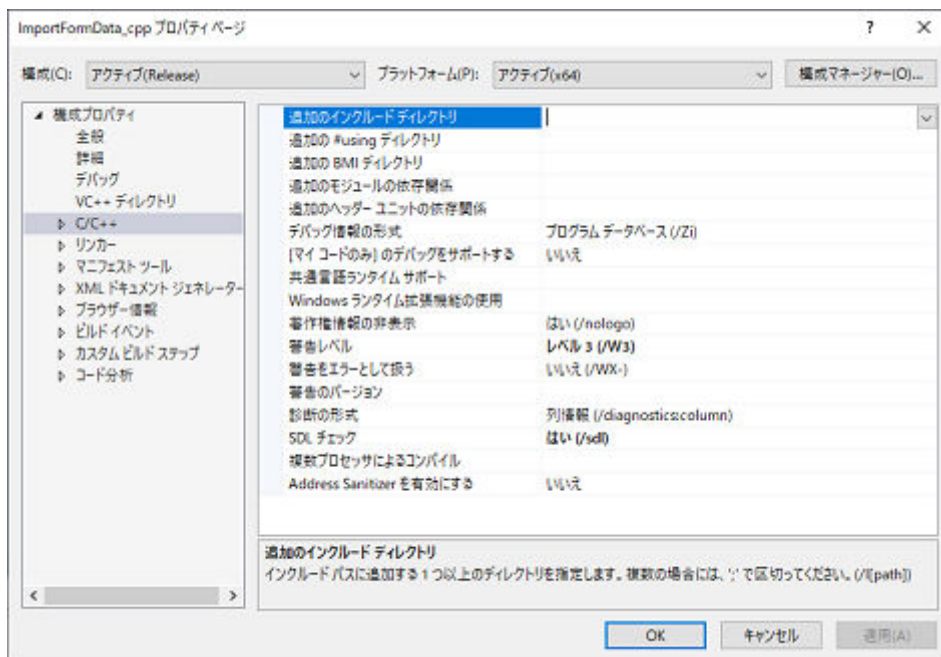 ImportFormData_cpp プロパティ ページ
? ×
構成(C): アクティブ(Release) プラットフォーム(P): アクティブ(x64) 構成マネージャー(O)...
構成プロパティ
全般
詳細
デバッグ
VC++ ディレクトリ
C/C++
リンカー
マニフェスト ツール
XML ドキュメント ジェネレーター
ブラウザー情報
ビルド イベント
カスタム ビルド ステップ
コード分析
追加のインクルード ディレクトリ
追加の #using ディレクトリ
追加の BMI ディレクトリ
追加のモジュールの依存関係
追加のヘッダー ユニットの依存関係
デバッグ情報の形式 プログラム データベース (/Zi)
[マイ コードのみ] のデバッグをサポートする いいえ
共通言語ランタイム サポート
Windows ランタイム拡張機能の使用
著作権情報の非表示 はい (/nologo)
警告レベル レベル 3 (/W3)
警告をエラーとして扱う いいえ (/WX-)
警告のバージョン
診断の形式 列情報 (/diagnostics:column)
SDL チェック はい (/sdl)
複数プロセッサによるコンパイル
Address Sanitizer を有効にする いいえ
追加のインクルード ディレクトリ
インクルード パスに追加する 1 つ以上のディレクトリを指定します。複数の場合には、';' で区切ってください。(/I[path])
OK キャンセル 適用(A)